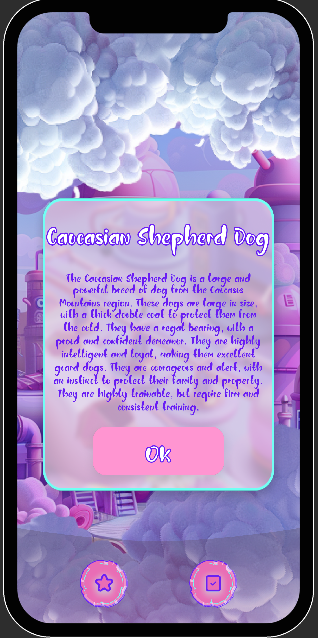 Caucasian Shepherd Dog
The Caucasian Shepherd Dog is a large and
powerful breed of dog from the Caucasus
Mountains region. These dogs are large in size,
with a thick double coat to protect them from
the cold. They have a regal bearing, with a
proud and confident demeanor. They are highly
intelligent and loyal, making them excellent
guard dogs. They are courageous and alert, with
an instinct to protect their family and property.
They are highly trainable, but require firm and
consistent training.
Ok